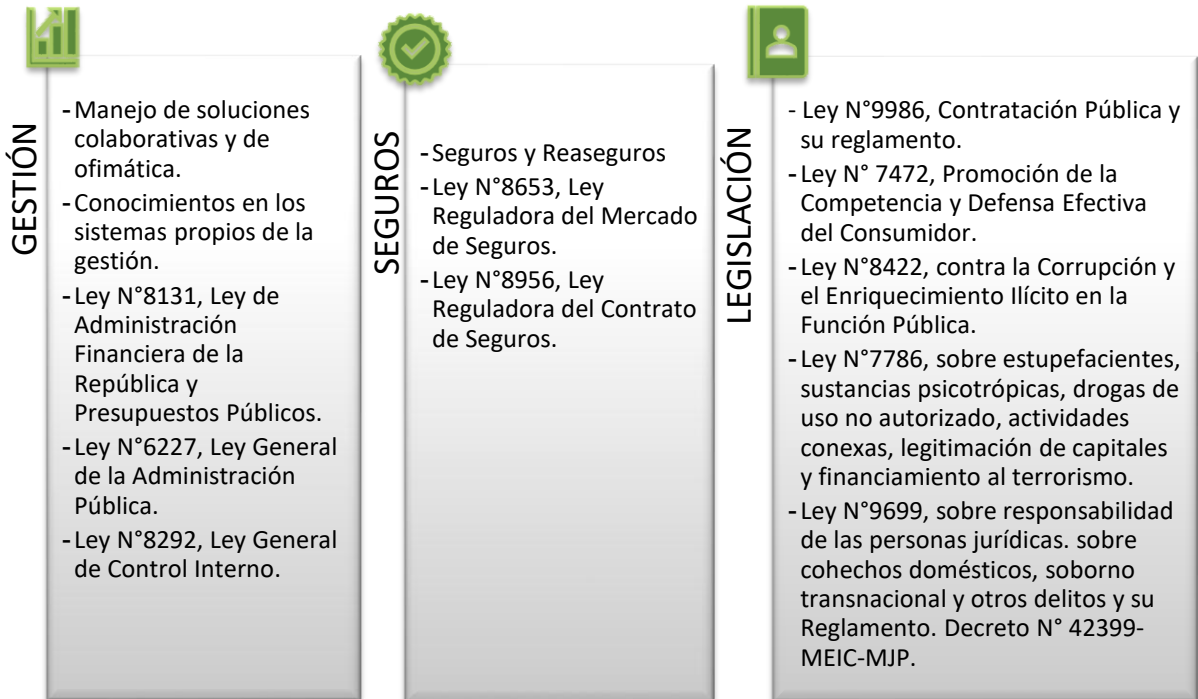 GESTIÓN
-Manejo de soluciones
colaborativas y de
ofimática.
-Conocimientos en los
sistemas propios de la
gestión.
-Ley N°8131, Ley de
Administración
Financiera de la
República y
Presupuestos Públicos.
-Ley N°6227, Ley General
de la Administración
Pública.
-Ley N°8292, Ley General
de Control Interno.
SEGUROS
-Seguros y Reaseguros
-Ley N°8653, Ley
Reguladora del Mercado
de Seguros.
-Ley N°8956, Ley
Reguladora del Contrato
de Seguros.
LEGISLACIÓN
- Ley N°9986, Contratación Pública y
su reglamento.
-Ley N° 7472, Promoción de la
Competencia y Defensa Efectiva
del Consumidor.
-Ley N°8422, contra la Corrupción y
el Enriquecimiento Ilícito en la
Función Pública.
-Ley N°7786, sobre estupefacientes,
sustancias psicotrópicas, drogas de
uso no autorizado, actividades
conexas, legitimación de capitales
y financiamiento al terrorismo.
-Ley N°9699, sobre responsabilidad
de las personas jurídicas. sobre
cohechos domésticos, soborno
transnacional y otros delitos y su
Reglamento. Decreto N° 42399-
MEIC-MJP.